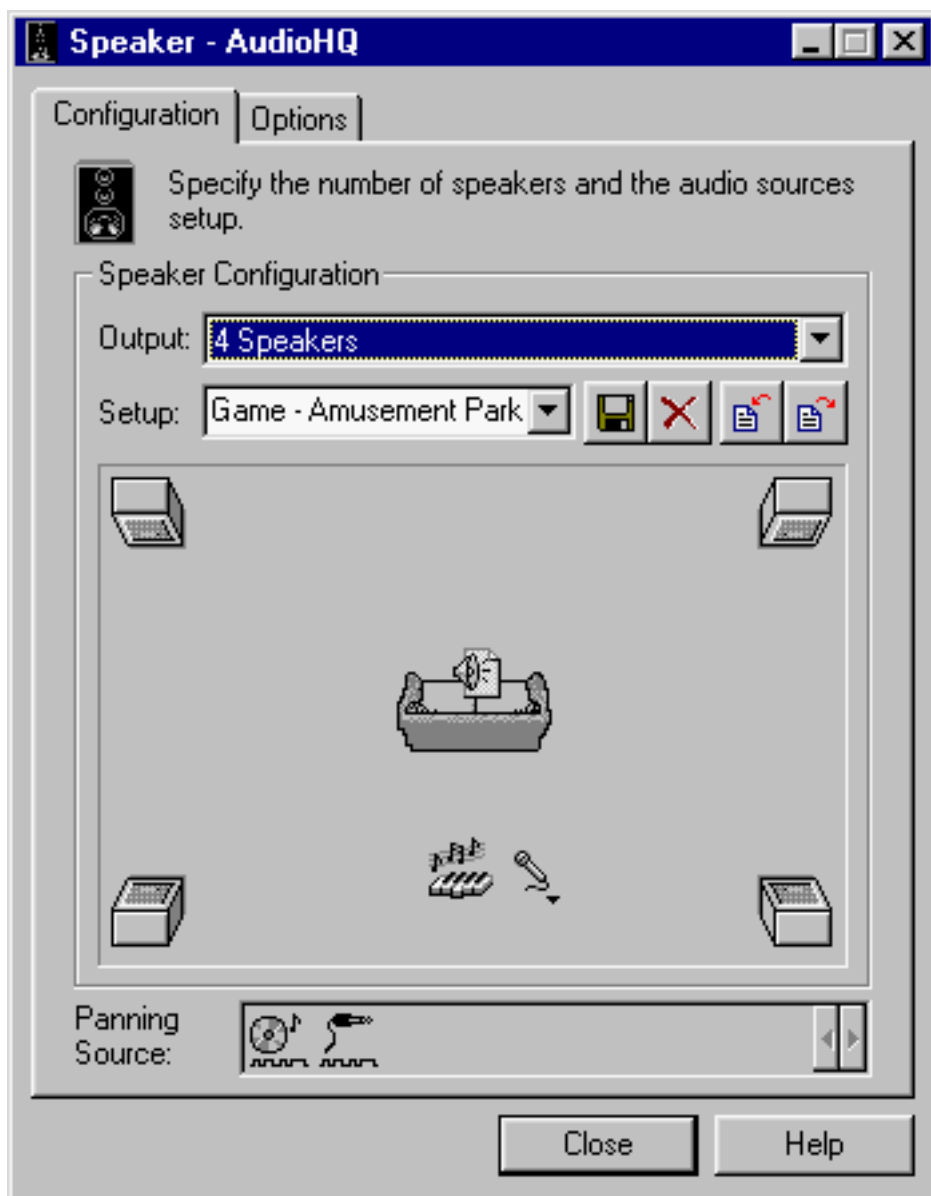 Speaker - AudioHQ
Configuration
Options
Specify the number of speakers and the audio sources
setup.
Speaker Configuration
Output:
4 Speakers
Setup:
Game - Amusement Park
Panning
Source:
Close
Help